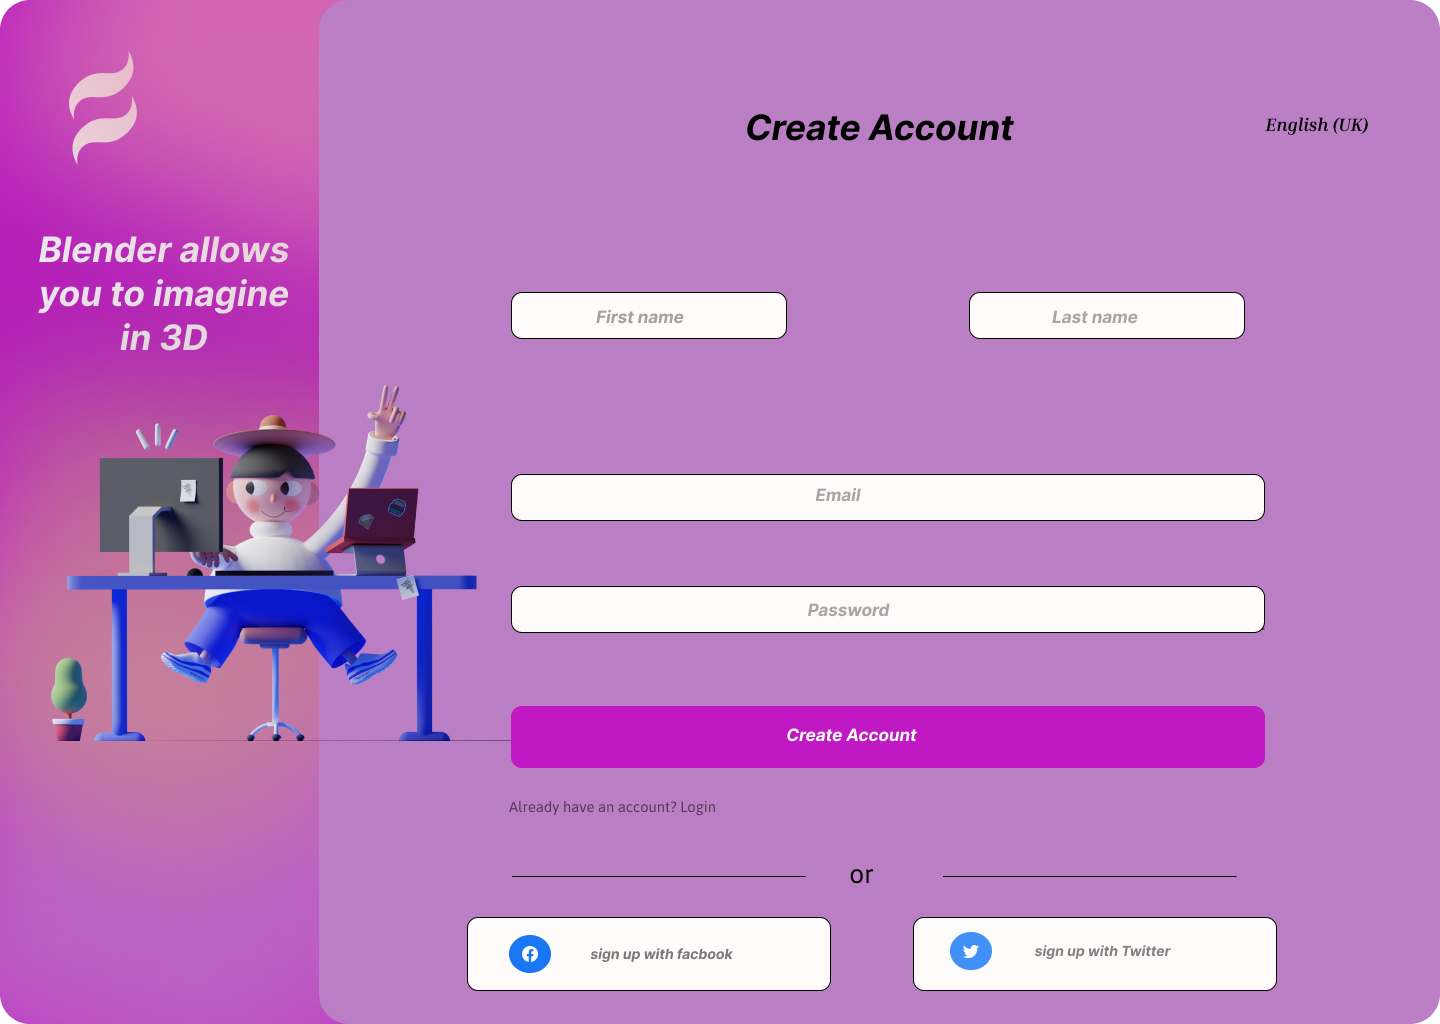 Blender allows
you to imagine
in 3D
Create Account
English (UK)
First name
Last name
Email
Password
Create Account
Already have an account? Login
or
sign up with facbook
sign up with Twitter